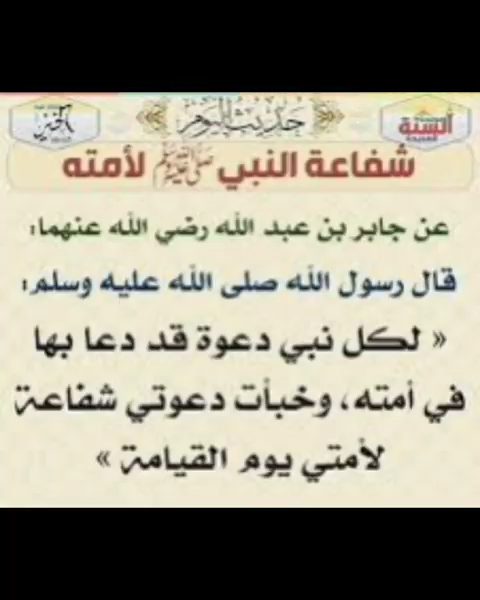 حديث اليوم
الخير
السنة
شفاعة النبي ﷺ لأمته
عن جابر بن عبد الله رضي الله عنهما:
قال رسول الله صلى الله عليه وسلم:
« لكل نبي دعوة قد دعا بها
في أمته، وخبأت دعوتي شفاعة
لأمتي يوم القيامة »